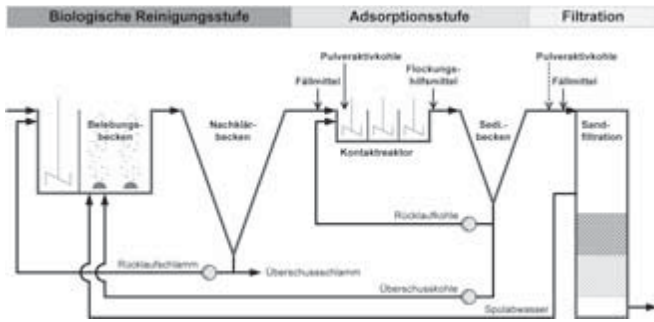 Biologische Reinigungsstufe
Adsorptionsstufe
Filtration
Pulveraktivkohle
Fällmittel
Flockungs-
hilfsmittel
Pulveraktivkohle
Fällmittel
Belebungs-
becken
Nachklär-
becken
Kontaktreaktor
Sedi.-
becken
Sand-
filtration
Rücklaufkohle
Rücklaufschlamm
Überschussschlamm
Überschusskohle
Spülabwasser